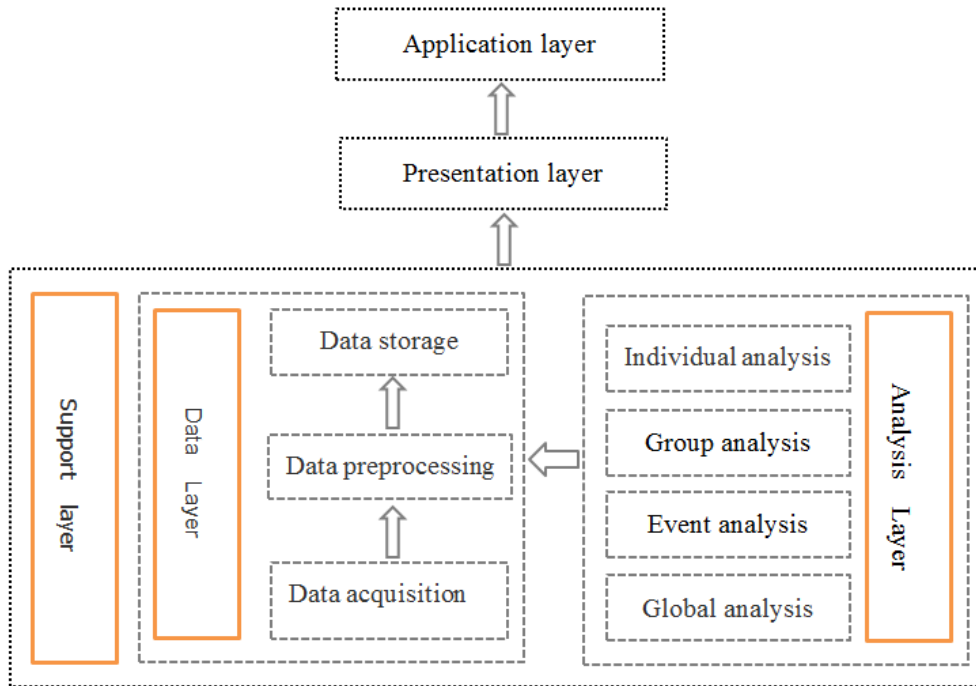 Application layer
Presentation layer
Support layer
Data Layer
Data storage
Data preprocessing
Data acquisition
Individual analysis
Group analysis
Event analysis
Global analysis
Analysis Layer